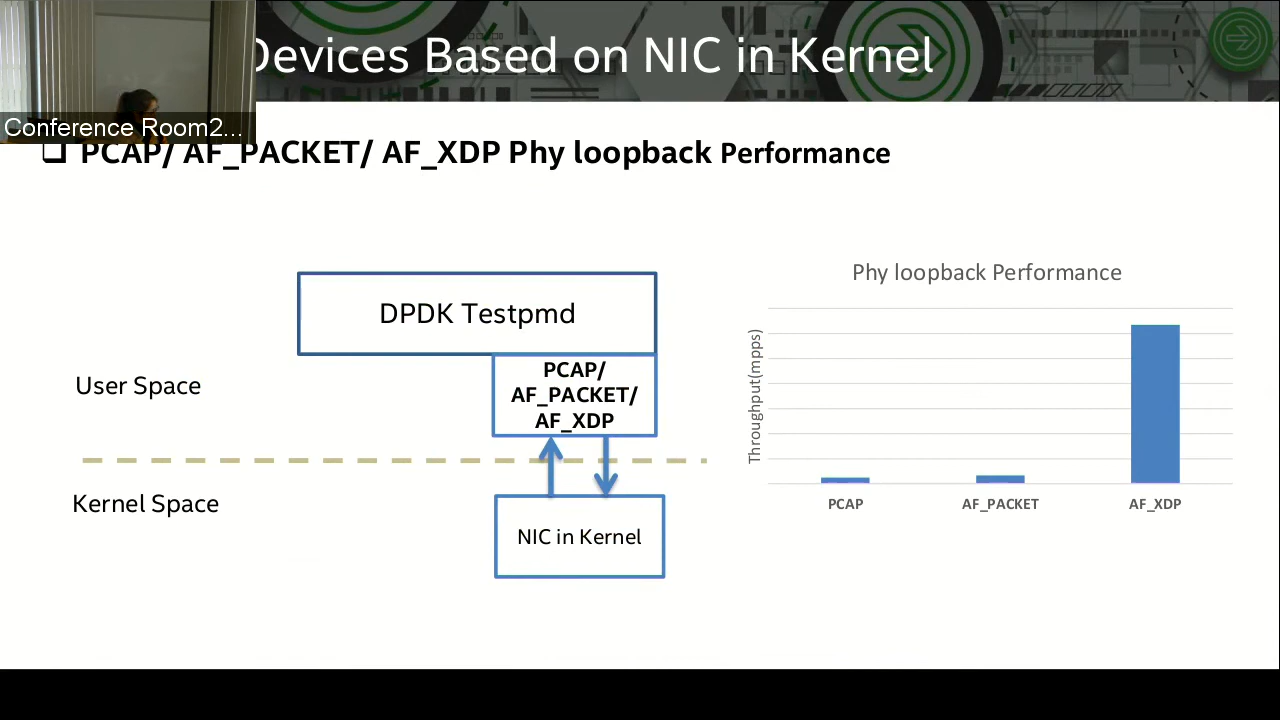 Devices Based on NIC in Kernel
Conference Room2...
PCAP/ AF_PACKET/ AF_XDP Phy loopback Performance
DPDK Testpmd
PCAP/
AF_PACKET/
AF_XDP
User Space
Kernel Space
NIC in Kernel
Phy loopback Performance
Throughput(mpps)
PCAP
AF_PACKET
AF_XDP